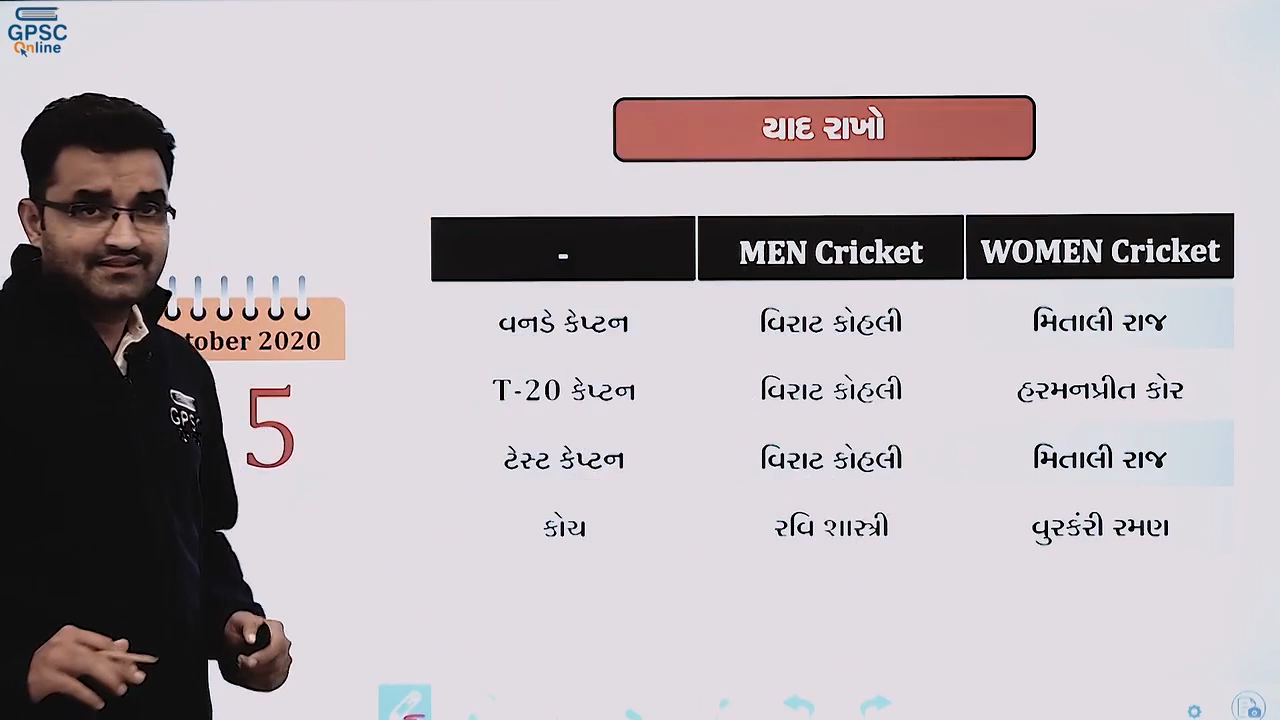 GPSC
Online
યાદ રાખો
- MEN Cricket WOMEN Cricket
વનડે કેપ્ટન વિરાટ કોહલી મિતાલી રાજ
tober 2020
T-20 કેપ્ટન વિરાટ કોહલી હરમનપ્રીત કોર
5
GPSC
ટેસ્ટ કેપ્ટન વિરાટ કોહલી મિતાલી રાજ
કોચ રવિ શાસ્ત્રી વુરકંરી રમણ